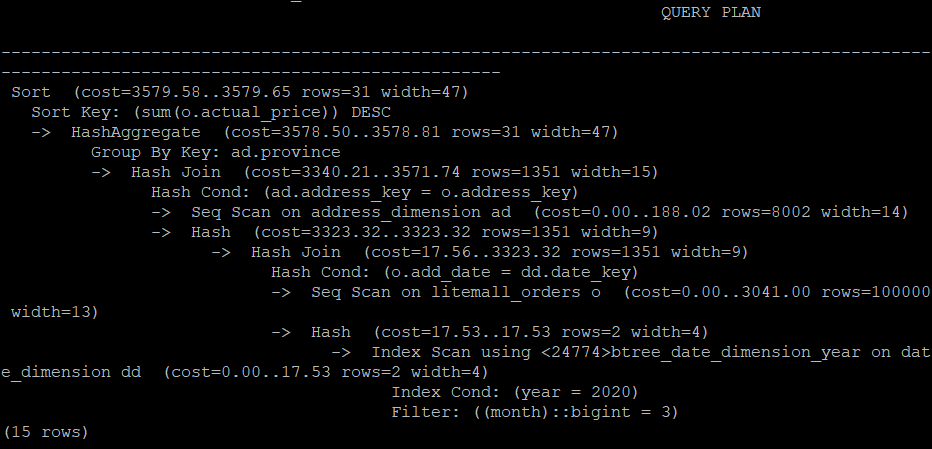 QUERY PLAN
---------------------------------------------------------------------------------------------
--------------------------------------------------
Sort  (cost=3579.58..3579.65 rows=31 width=47)
  Sort Key: (sum(o.actual_price)) DESC
  ->  HashAggregate  (cost=3578.50..3578.81 rows=31 width=47)
        Group By Key: ad.province
        ->  Hash Join  (cost=3340.21..3571.74 rows=1351 width=15)
              Hash Cond: (ad.address_key = o.address_key)
              ->  Seq Scan on address_dimension ad  (cost=0.00..188.02 rows=8002 width=14)
              ->  Hash  (cost=3323.32..3323.32 rows=1351 width=9)
                    ->  Hash Join  (cost=17.56..3323.32 rows=1351 width=9)
                          Hash Cond: (o.add_date = dd.date_key)
                          ->  Seq Scan on litemall_orders o  (cost=0.00..3041.00 rows=100000
width=13)
                          ->  Hash  (cost=17.53..17.53 rows=2 width=4)
                                ->  Index Scan using <24774>btree_date_dimension_year on dat
e_dimension dd  (cost=0.00..17.53 rows=2 width=4)
                                      Index Cond: (year = 2020)
                                      Filter: ((month)::bigint = 3)
(15 rows)